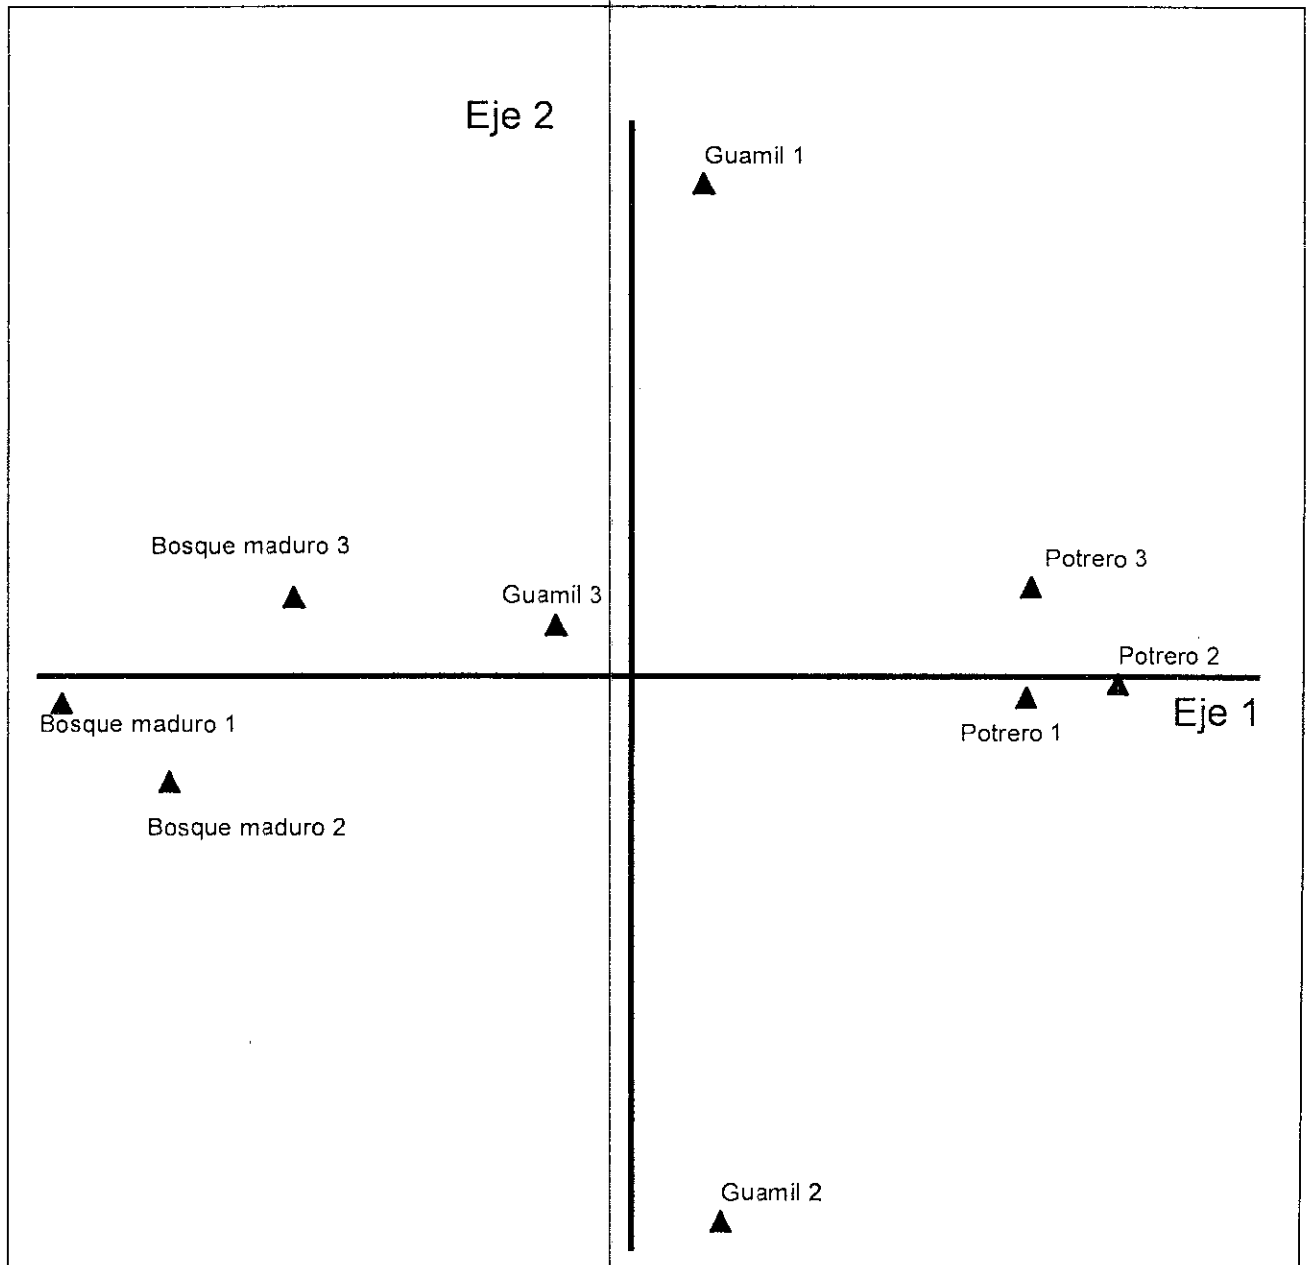 Eje 2
Guamil 1
Bosque maduro 3
Potrero 3
Guamil 3
Potrero 2
Eje 1
Bosque maduro 1
Potrero 1
Bosque maduro 2
Guamil 2